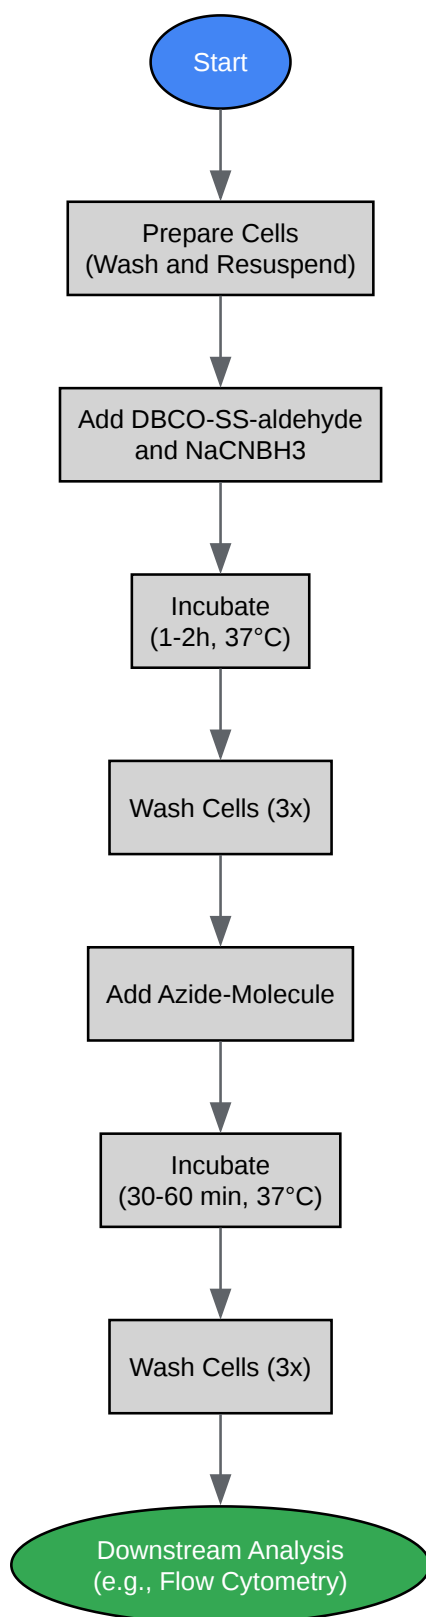 Start
Prepare Cells
(Wash and Resuspend)
Add DBCO-SS-aldehyde
and NaCNBH3
Incubate
(1-2h, 37°C)
Wash Cells (3x)
Add Azide-Molecule
Incubate
(30-60 min, 37°C)
Wash Cells (3x)
Downstream Analysis
(e.g., Flow Cytometry)